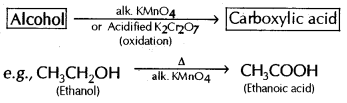 Alcohol alk. KMnO4 or Acidified K2Cr2O7 (oxidation) Carboxylic acid
e.g., CH3CH2OH Δ alk. KMnO4 CH3COOH
(Ethanol) (Ethanoic acid)